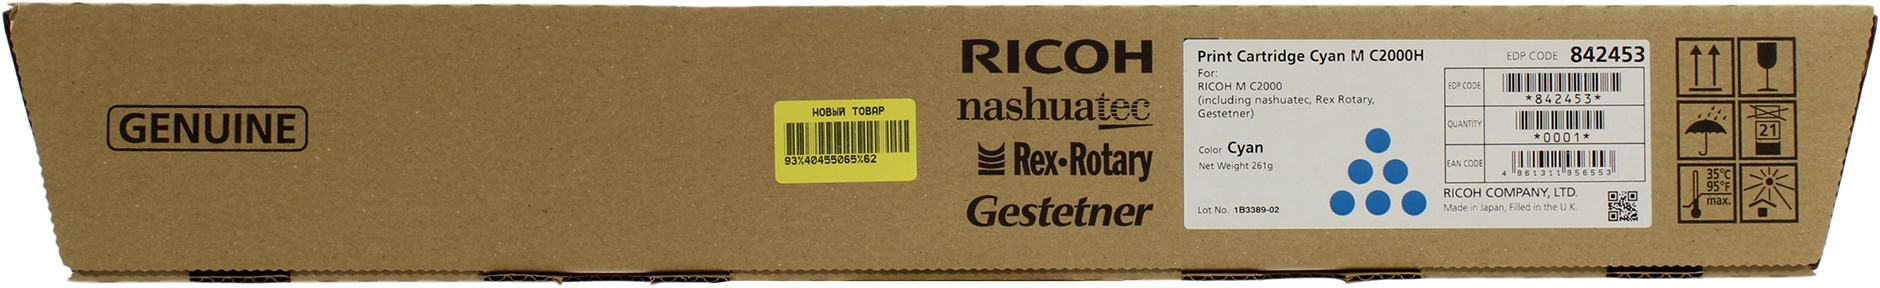 GENUINE
НОВЫЙ ТОВАР
93%40455065%62
RICOH
nashuatec
Rex•Rotary
Gestetner
Print Cartridge Cyan M C2000H
EDP CODE 842453
For:
RICOH M C2000
(including nashuatec, Rex Rotary,
Gestetner)
Color Cyan
Net Weight 261g
Lot No. 1B3389-02
EDP CODE
*842453*
QUANTITY
*0001*
EAN CODE
4 961311 956553
RICOH COMPANY, LTD.
Made in Japan, Filled in the U.K.
21
35°C
95°F
max.